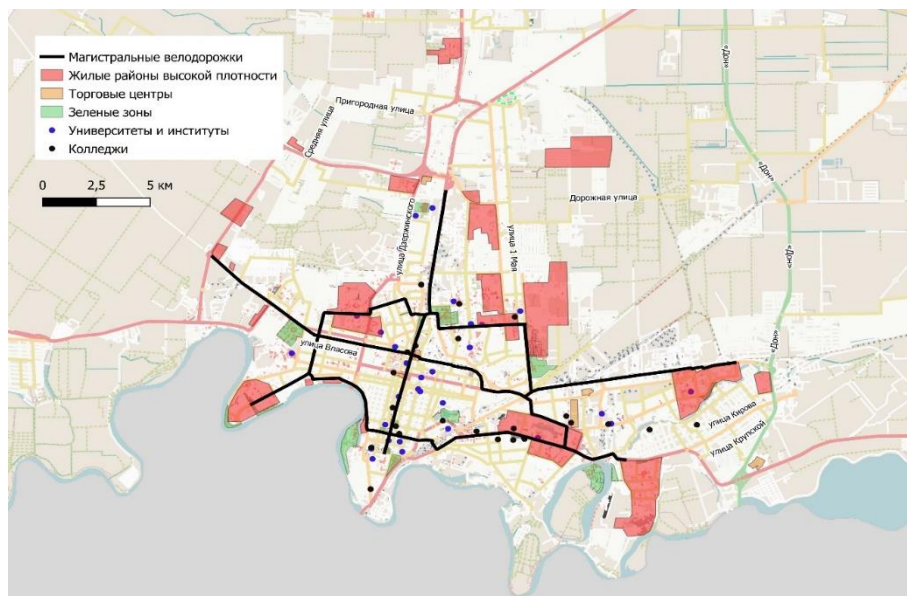 Магистральные велодорожки
Жилые районы высокой плотности
Торговые центры
Зеленые зоны
Университеты и институты
Колледжи
0 2,5 5 км
Пригородная улица
Средняя улица
«Дон»
«Дон»
Дорожная улица
улица Дзержинского
улица 1 Мая
«Дон»
«Дон»
улица Власова
улица Кирова
улица Крупской